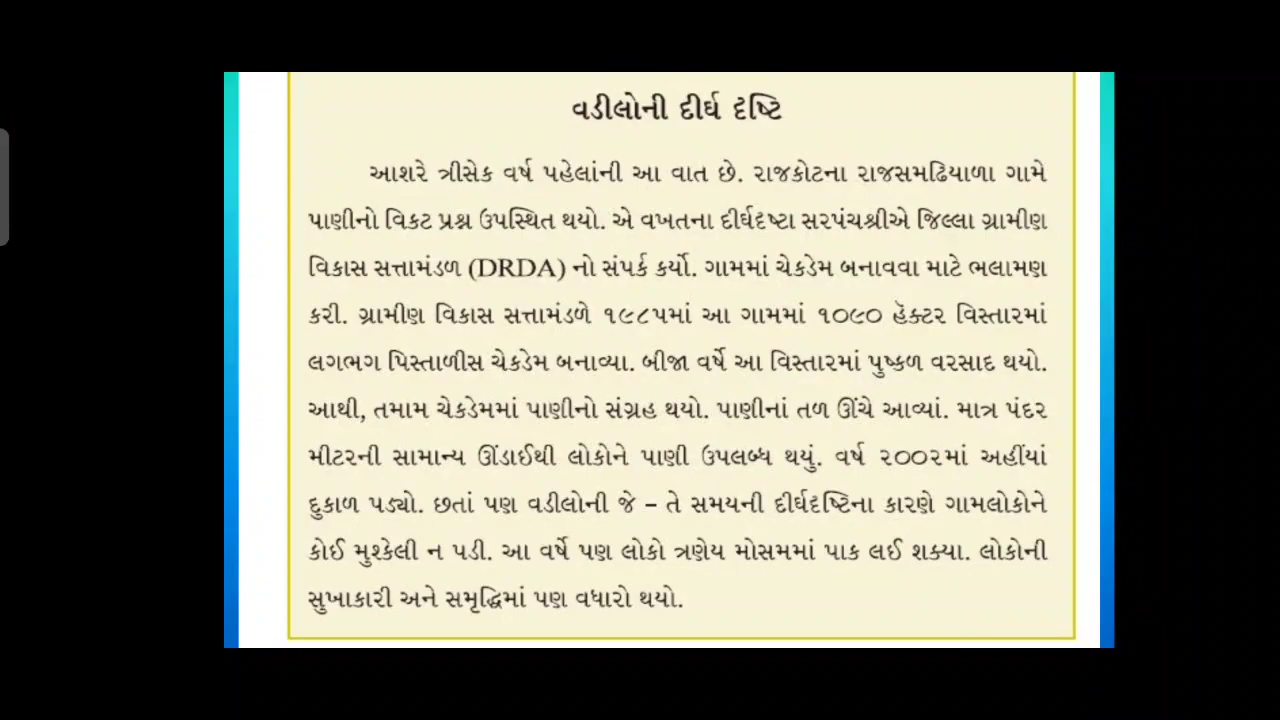 વડીલોની દીર્ઘ દૃષ્ટિ
આશરે ત્રીસેક વર્ષ પહેલાંની આ વાત છે. રાજકોટના રાજસમઢિયાળા ગામે
પાણીનો વિકટ પ્રશ્ન ઉપસ્થિત થયો. એ વખતના દીર્ઘદૃષ્ટા સરપંચશ્રીએ જિલ્લા ગ્રામીણ
વિકાસ સત્તામંડળ (DRDA) નો સંપર્ક કર્યો. ગામમાં ચેકડેમ બનાવવા માટે ભલામણ
કરી. ગ્રામીણ વિકાસ સત્તામંડળે ૧૯૮૫માં આ ગામમાં ૧૦૯૦ હૅક્ટર વિસ્તારમાં
લગભગ પિસ્તાળીસ ચેકડેમ બનાવ્યા. બીજા વર્ષે આ વિસ્તારમાં પુષ્કળ વરસાદ થયો.
આથી, તમામ ચેકડેમમાં પાણીનો સંગ્રહ થયો. પાણીનાં તળ ઊંચે આવ્યાં. માત્ર પંદર
મીટરની સામાન્ય ઊંડાઈથી લોકોને પાણી ઉપલબ્ધ થયું. વર્ષ ૨૦૦૨માં અહીંયાં
દુકાળ પડ્યો. છતાં પણ વડીલોની જે – તે સમયની દીર્ઘદૃષ્ટિના કારણે ગામલોકોને
કોઈ મુશ્કેલી ન પડી. આ વર્ષે પણ લોકો ત્રણેય મોસમમાં પાક લઈ શક્યા. લોકોની
સુખાકારી અને સમૃદ્ધિમાં પણ વધારો થયો.